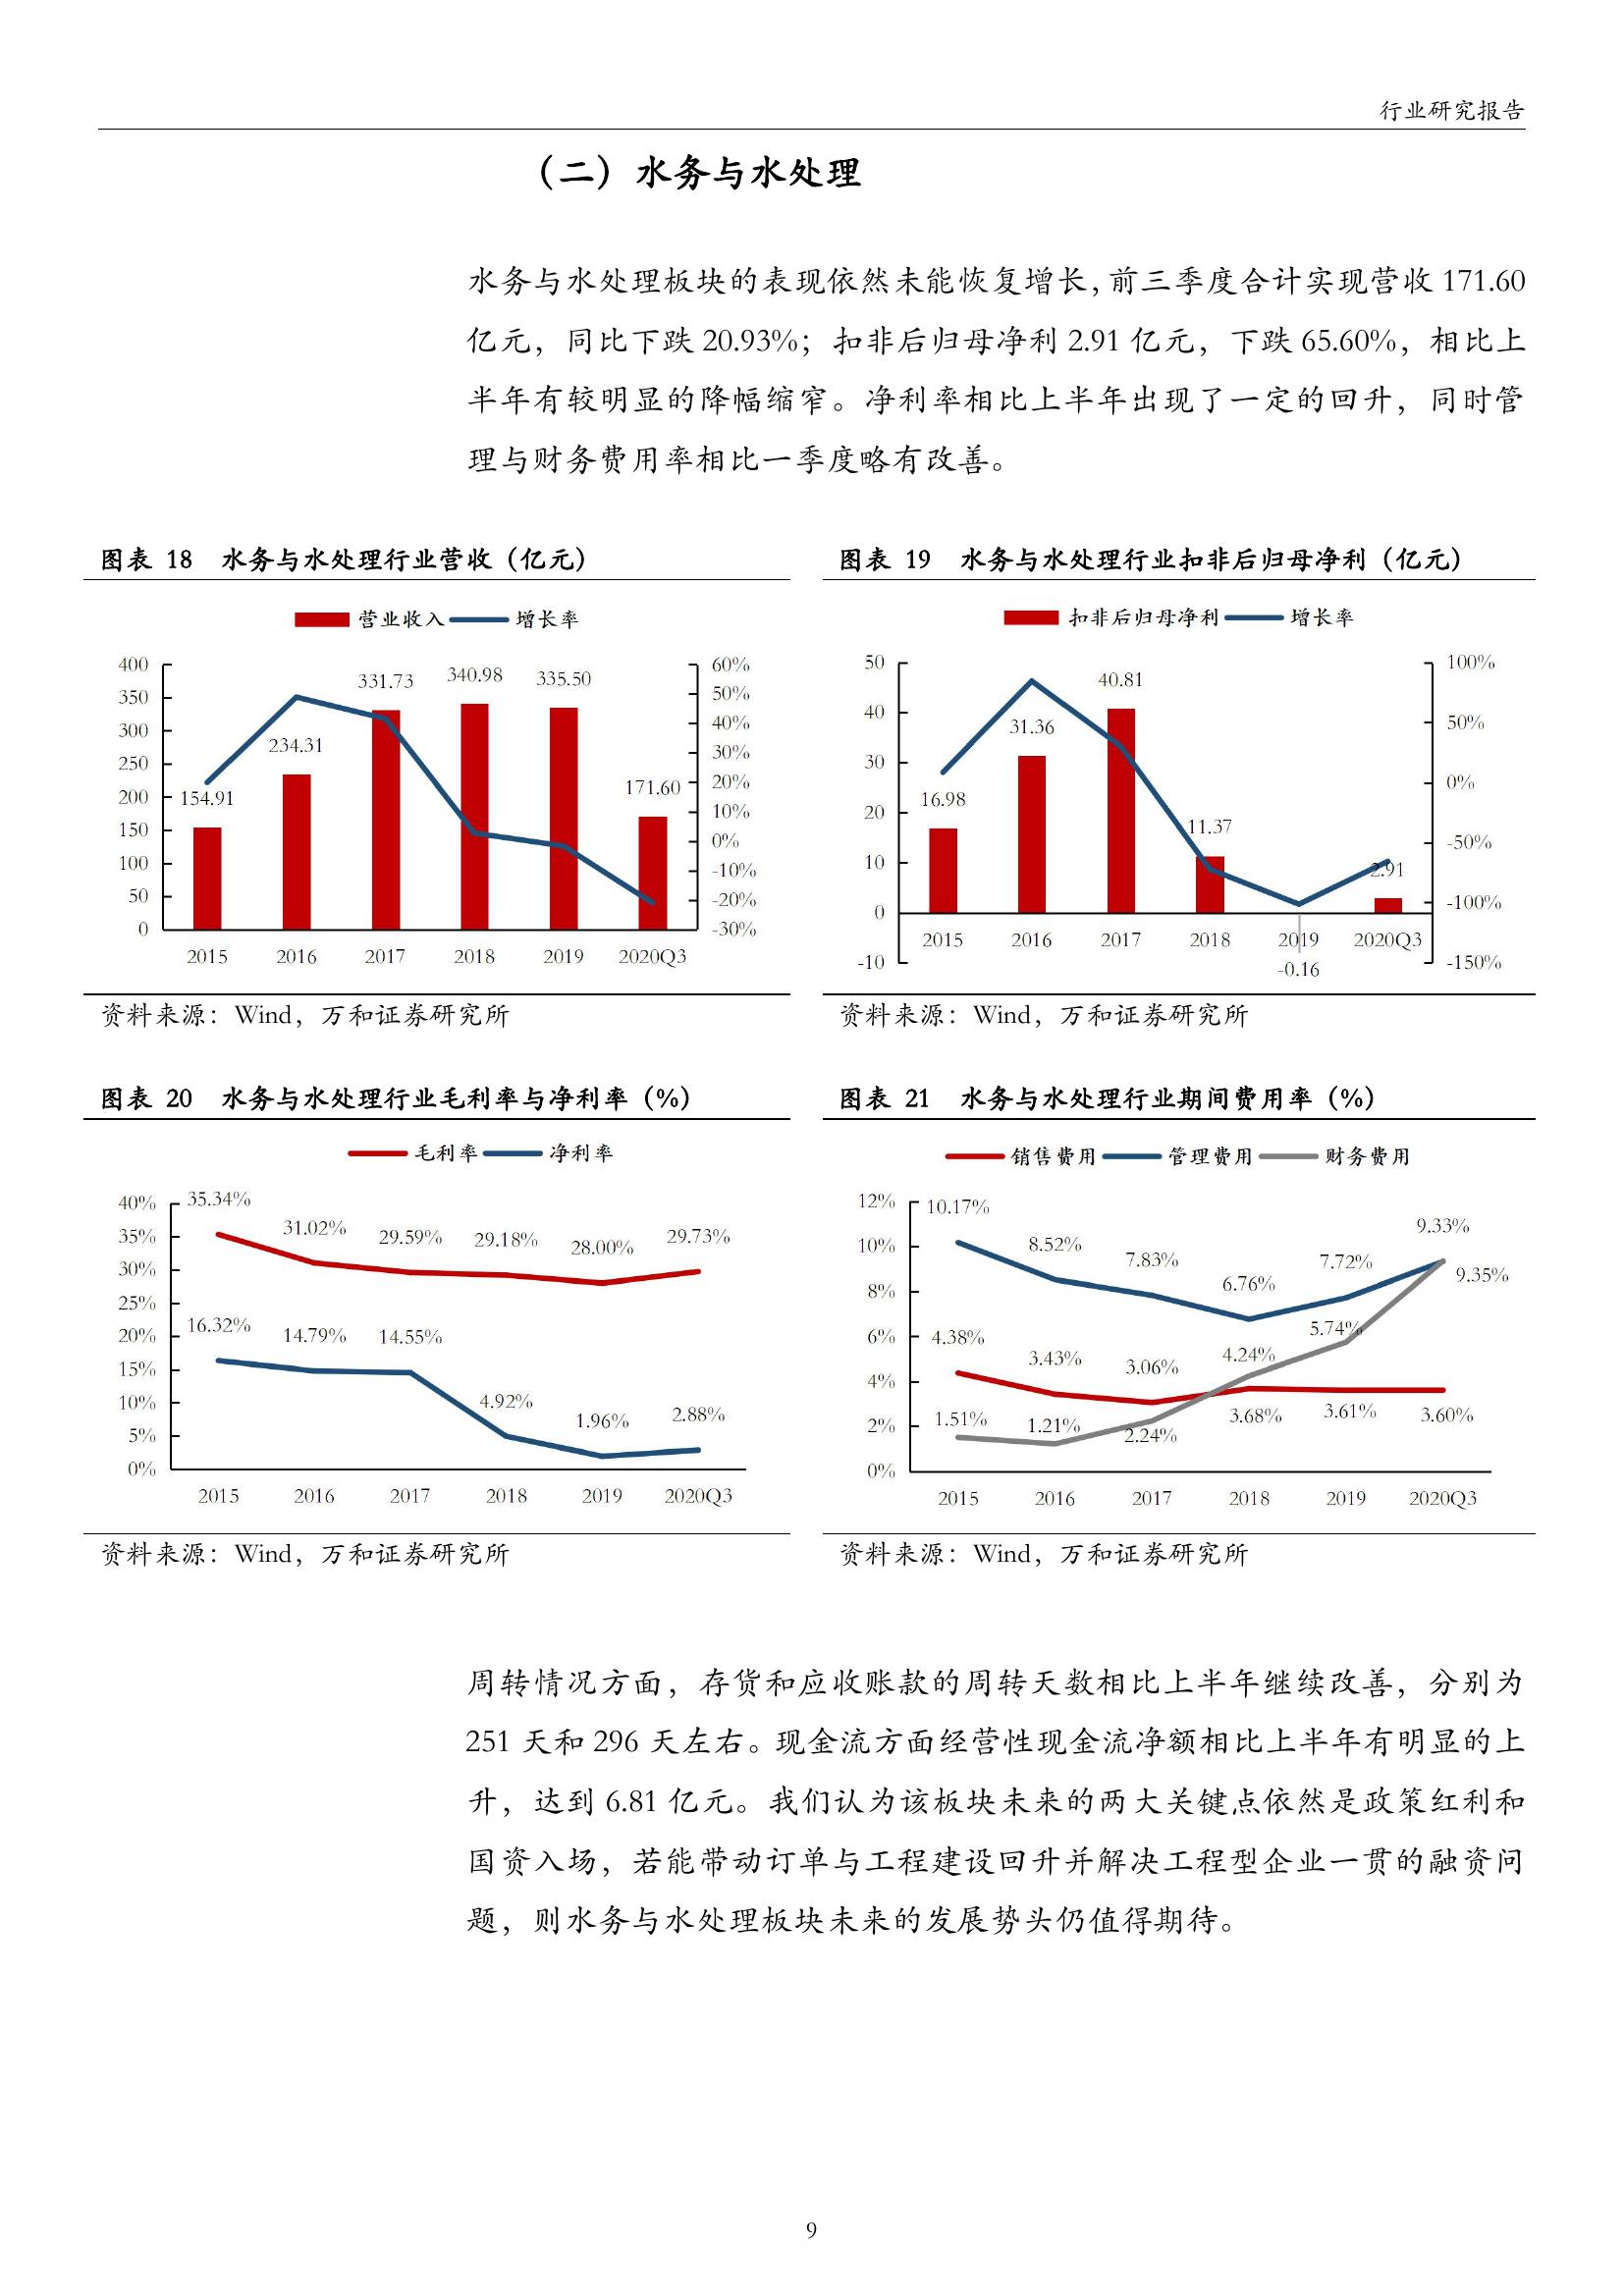 行业研究报告
（二）水务与水处理
水务与水处理板块的表现依然未能恢复增长，前三季度合计实现营收 171.60
亿元，同比下跌 20.93%；扣非后归母净利 2.91 亿元，下跌 65.60%，相比上
半年有较明显的降幅缩窄。净利率相比上半年出现了一定的回升，同时管
理与财务费用率相比一季度略有改善。
图表 18 水务与水处理行业营收（亿元）
营业收入 增长率
400 60%
350 331.73 340.98 335.50 50%
300 234.31 40%
250 30%
200 154.91 171.60 20%
150 10%
100 0%
50 -10%
0 -20%
-30%
2015 2016 2017 2018 2019 2020Q3
资料来源：Wind，万和证券研究所
图表 19 水务与水处理行业扣非后归母净利（亿元）
扣非后归母净利 增长率
50 40.81 100%
40 31.36 50%
30 0%
20 16.98 11.37 -50%
10 2.91 -100%
0
2015 2016 2017 2018 2019 2020Q3
-10 -0.16 -150%
资料来源：Wind，万和证券研究所
图表 20 水务与水处理行业毛利率与净利率（%）
毛利率 净利率
40% 35.34% 31.02% 29.59% 29.18% 28.00% 29.73%
35%
30%
25%
20% 16.32% 14.79% 14.55%
15%
10% 4.92% 1.96% 2.88%
5%
0%
2015 2016 2017 2018 2019 2020Q3
资料来源：Wind，万和证券研究所
图表 21 水务与水处理行业期间费用率（%）
销售费用 管理费用 财务费用
12% 10.17% 9.33%
10% 8.52% 7.83% 6.76% 7.72% 9.35%
8%
6% 4.38% 3.43% 3.06% 4.24% 5.74%
4%
2% 1.51% 1.21% 2.24% 3.68% 3.61% 3.60%
0%
2015 2016 2017 2018 2019 2020Q3
资料来源：Wind，万和证券研究所
周转情况方面，存货和应收账款的周转天数相比上半年继续改善，分别为
251 天和 296 天左右。现金流方面经营性现金流净额相比上半年有明显的上
升，达到 6.81 亿元。我们认为该板块未来的两大关键点依然是政策红利和
国资入场，若能带动订单与工程建设回升并解决工程型企业一贯的融资问
题，则水务与水处理板块未来的发展势头仍值得期待。
9